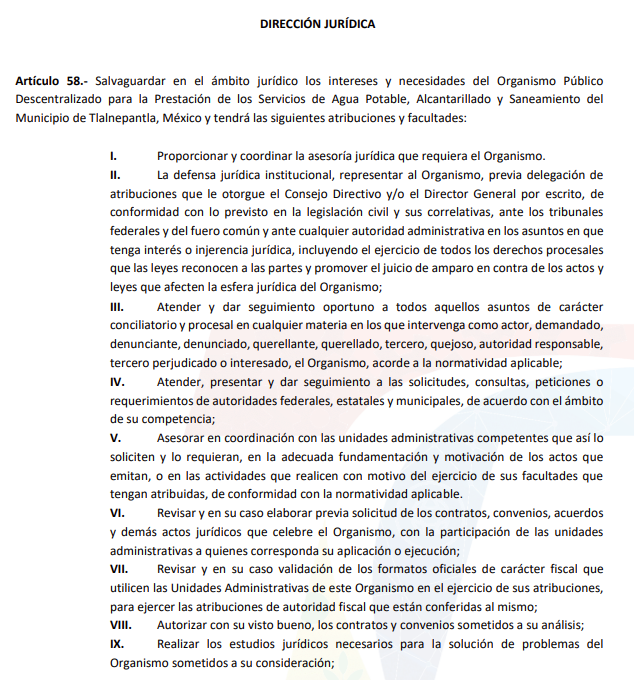 DIRECCIÓN JURÍDICA
Artículo 58.- Salvaguardar en el ámbito jurídico los intereses y necesidades del Organismo Público
Descentralizado para la Prestación de los Servicios de Agua Potable, Alcantarillado y Saneamiento del
Municipio de Tlalnepantla, México y tendrá las siguientes atribuciones y facultades:
I. Proporcionar y coordinar la asesoría jurídica que requiera el Organismo.
II. La defensa jurídica institucional, representar al Organismo, previa delegación de
atribuciones que le otorgue el Consejo Directivo y/o el Director General por escrito, de
conformidad con lo previsto en la legislación civil y sus correlativas, ante los tribunales
federales y del fuero común y ante cualquier autoridad administrativa en los asuntos en que
tenga interés o injerencia jurídica, incluyendo el ejercicio de todos los derechos procesales
que las leyes reconocen a las partes y promover el juicio de amparo en contra de los actos y
leyes que afecten la esfera jurídica del Organismo;
III. Atender y dar seguimiento oportuno a todos aquellos asuntos de carácter
conciliatorio y procesal en cualquier materia en los que intervenga como actor, demandado,
denunciante, denunciado, querellante, querellado, tercero, quejoso, autoridad responsable,
tercero perjudicado o interesado, el Organismo, acorde a la normatividad aplicable;
IV. Atender, presentar y dar seguimiento a las solicitudes, consultas, peticiones o
requerimientos de autoridades federales, estatales y municipales, de acuerdo con el ámbito
de su competencia;
V. Asesorar en coordinación con las unidades administrativas competentes que así lo
soliciten y lo requieran, en la adecuada fundamentación y motivación de los actos que
emitan, o en las actividades que realicen con motivo del ejercicio de sus facultades que
tengan atribuidas, de conformidad con la normatividad aplicable.
VI. Revisar y en su caso elaborar previa solicitud de los contratos, convenios, acuerdos
y demás actos jurídicos que celebre el Organismo, con la participación de las unidades
administrativas a quienes corresponda su aplicación o ejecución;
VII. Revisar y en su caso validación de los formatos oficiales de carácter fiscal que
utilicen las Unidades Administrativas de este Organismo en el ejercicio de sus atribuciones,
para ejercer las atribuciones de autoridad fiscal que están conferidas al mismo;
VIII. Autorizar con su visto bueno, los contratos y convenios sometidos a su análisis;
IX. Realizar los estudios jurídicos necesarios para la solución de problemas del
Organismo sometidos a su consideración;